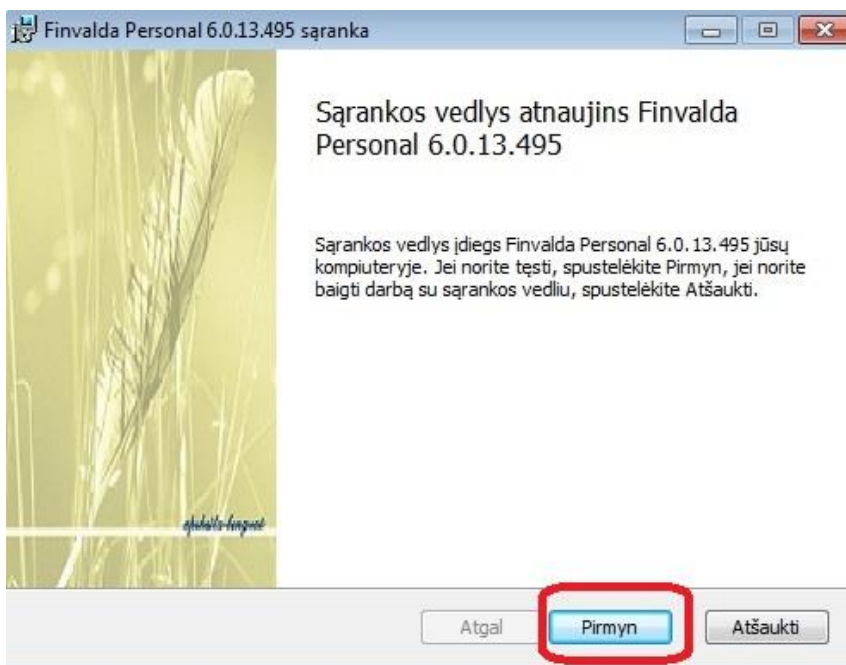 Finvalda Personal 6.0.13.495 sąranka
Sąrankos vedlys atnaujins Finvalda
Personal 6.0.13.495
Sąrankos vedlys įdiegs Finvalda Personal 6.0.13.495 jūsų
kompiuteryje. Jei norite tęsti, spustelėkite Pirmyn, jei norite
baigti darbą su sąrankos vedliu, spustelėkite Atšaukti.
Atgal
Pirmyn
Atšaukti